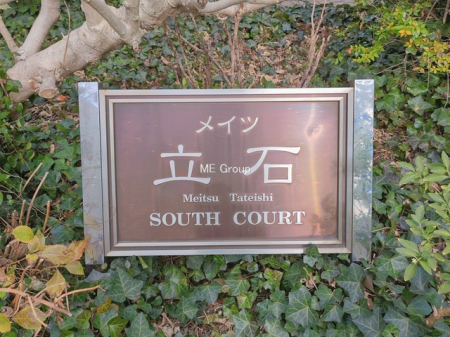 メイツ
立石
ME Group
Meitsu Tateishi
SOUTH COURT